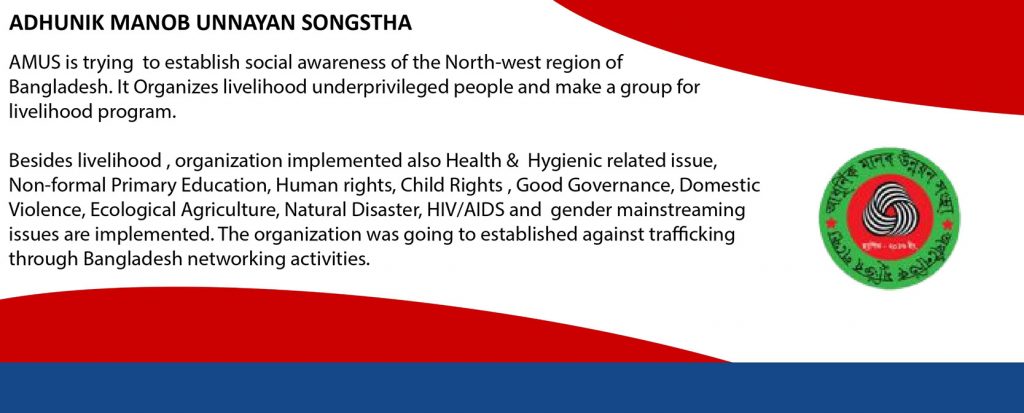 ADHUNIK MANOB UNNAYAN SONGSTHA
AMUS is trying to establish social awareness of the North-west region of
Bangladesh. It Organizes livelihood underprivileged people and make a group for
livelihood program.
Besides livelihood , organization implemented also Health & Hygienic related issue,
Non-formal Primary Education, Human rights, Child Rights , Good Governance, Domestic
Violence, Ecological Agriculture, Natural Disaster, HIV/AIDS and gender mainstreaming
issues are implemented. The organization was going to established against trafficking
through Bangladesh networking activities.
আধুনিক মানব উন্নয়ন সংস্থা